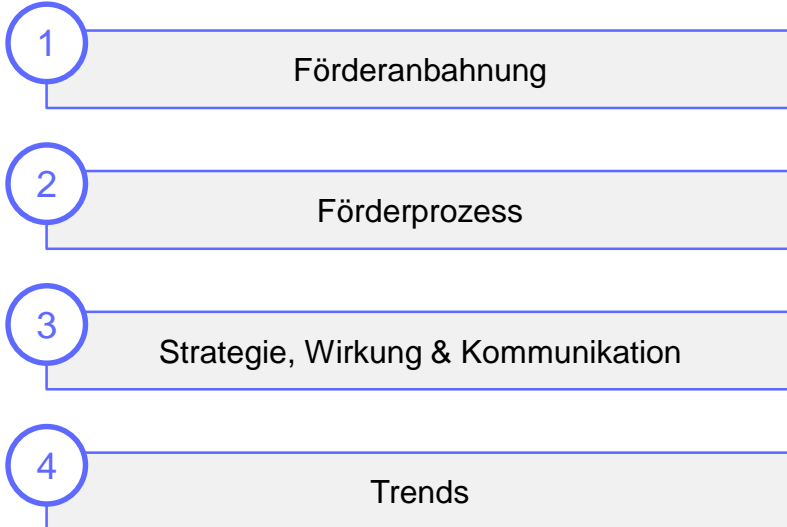 1
Förderanbahnung
2
Förderprozess
3
Strategie, Wirkung & Kommunikation
4
Trends